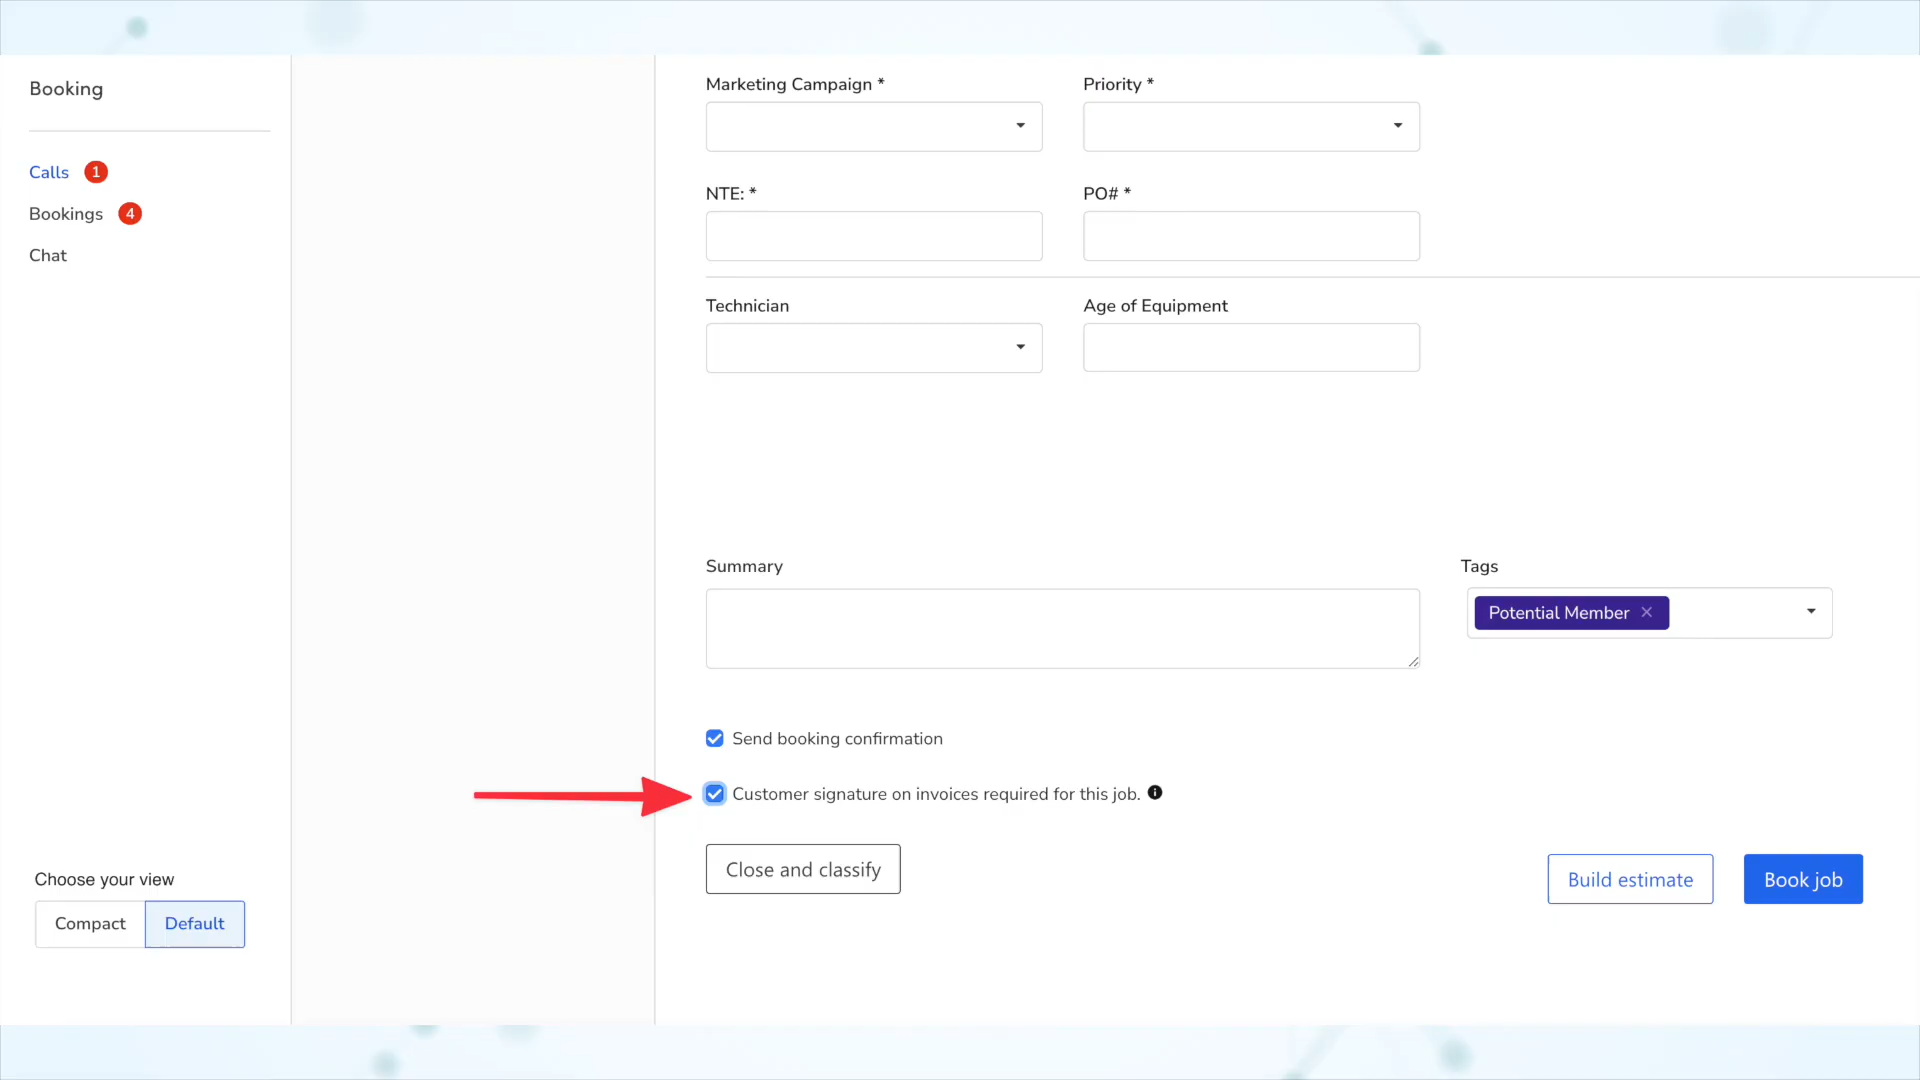 Booking
Calls 1
Bookings 4
Chat
Marketing Campaign *
Priority *
NTE: *
PO# *
Technician
Age of Equipment
Summary
Tags
Potential Member ×
Send booking confirmation
Customer signature on invoices required for this job. i
Close and classify
Build estimate
Book job
Choose your view
Compact
Default